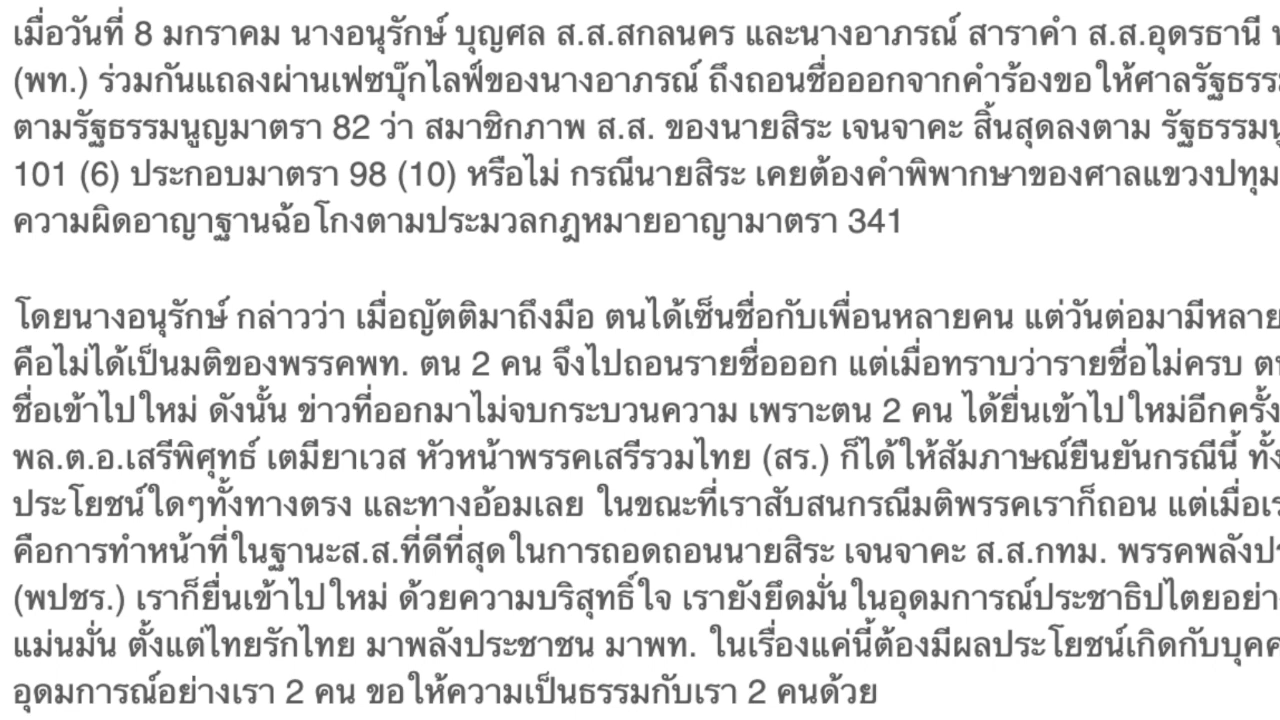 เมื่อวันที่ 8 มกราคม นางอนุรักษ์ บุญศล ส.ส.สกลนคร และนางอาภรณ์ สาราคำ ส.ส.อุดรธานี
(พท.) ร่วมกันแถลงผ่านเฟซบุ๊กไลฟ์ของนางอาภรณ์ ถึงถอนชื่อออกจากคำร้องขอให้ศาลรัฐธรร
ตามรัฐธรรมนูญมาตรา 82 ว่า สมาชิกภาพ ส.ส. ของนายสิระ เจนจาคะ สิ้นสุดลงตาม รัฐธรรมนู
101 (6) ประกอบมาตรา 98 (10) หรือไม่ กรณีนายสิระ เคยต้องคำพิพากษาของศาลแขวงปทุม
ความผิดอาญาฐานฉ้อโกงตามประมวลกฎหมายอาญามาตรา 341
โดยนางอนุรักษ์ กล่าวว่า เมื่อญัตติมาถึงมือ ตนได้เซ็นชื่อกับเพื่อนหลายคน แต่วันต่อมามีหลาย
คือไม่ได้เป็นมติของพรรคพท. ตน 2 คน จึงไปถอนรายชื่อออก แต่เมื่อทราบว่ารายชื่อไม่ครบ
ชื่อเข้าไปใหม่ ดังนั้น ข่าวที่ออกมาไม่จบกระบวนความ เพราะตน 2 คน ได้ยื่นเข้าไปใหม่อีกครั้ง
พล.ต.อ.เสรีพิศุทธ์ เตมียาเวส หัวหน้าพรรคเสรีรวมไทย (สร.) ก็ได้ให้สัมภาษณ์ยืนยันกรณีนี้ ทั้ง
ประโยชน์ใดๆทั้งทางตรง และทางอ้อมเลย ในขณะที่เราสับสนกรณีมติพรรคเราก็ถอน แต่เมื่อเร
คือการทำหน้าที่ในฐานะส.ส.ที่ดีที่สุดในการถอดถอนนายสิระ เจนจาคะ ส.ส.กทม. พรรคพลังปร
(พปชร.) เราก็ยื่นเข้าไปใหม่ ด้วยความบริสุทธิ์ใจ เรายังยึดมั่นในอุดมการณ์ประชาธิปไตยอย่า
แม่นมั่น ตั้งแต่ไทยรักไทย มาพลังประชาชน มาพท. ในเรื่องแค่นี้ต้องมีผลประโยชน์เกิดกับบุคค
อุดมการณ์อย่างเรา 2 คน ขอให้ความเป็นธรรมกับเรา 2 คนด้วย